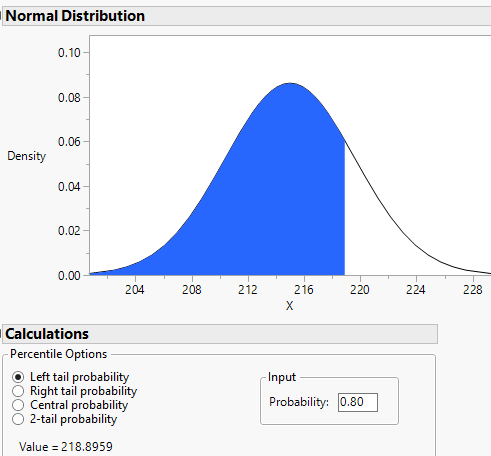 Normal Distribution
0.10
0.08
0.06
Density
0.04
0.02
0.00
204 208 212 216 220 224 228
X
Calculations
Percentile Options
Left tail probability
Right tail probability
Central probability
2-tail probability
Input
Probability: 0.80
Value = 218.8959